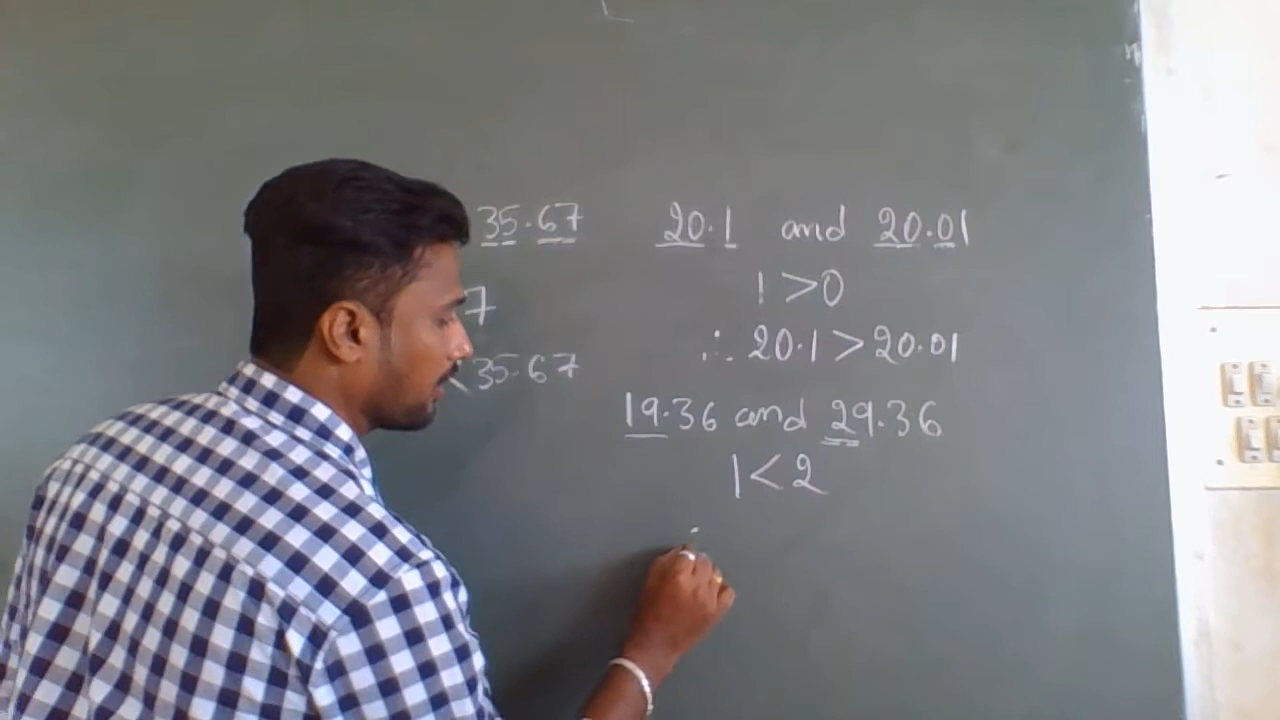 35.67
7
<35.67
20.1 and 20.01
1 >0
∴ 20.1 > 20.01
19.36 and 29.36
1 < 2